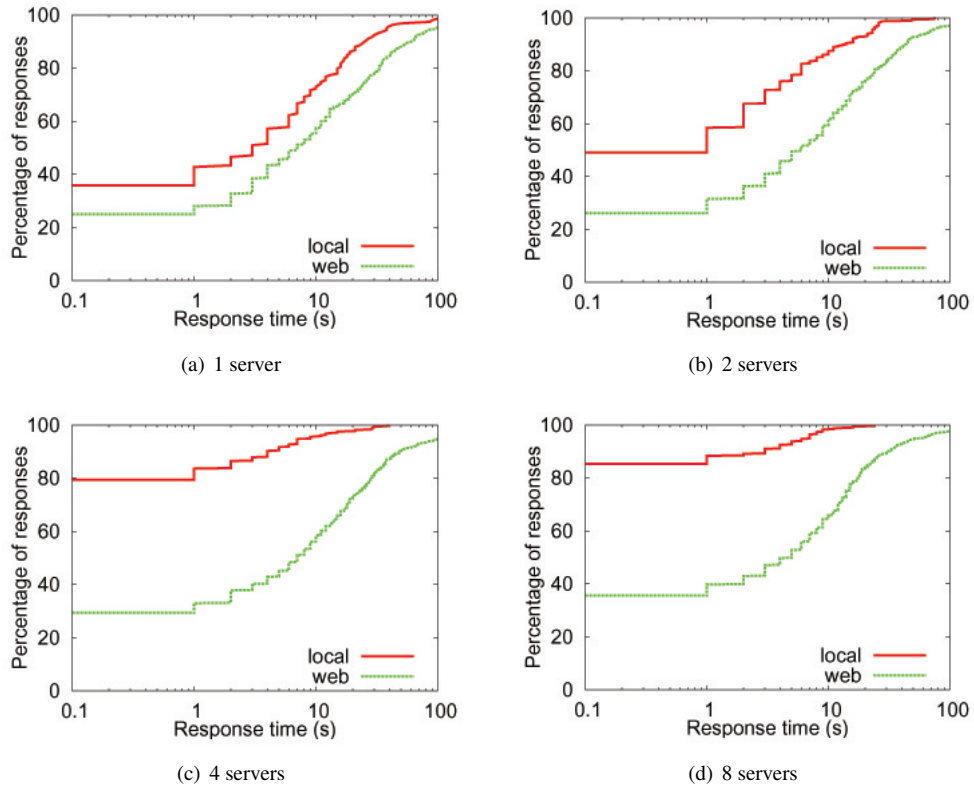 Percentage of responses
100
80
60
40
20
0
local
web
0.1 1 10 100
Response time (s)
(a) 1 server
Percentage of responses
100
80
60
40
20
0
local
web
0.1 1 10 100
Response time (s)
(b) 2 servers
Percentage of responses
100
80
60
40
20
0
local
web
0.1 1 10 100
Response time (s)
(c) 4 servers
Percentage of responses
100
80
60
40
20
0
local
web
0.1 1 10 100
Response time (s)
(d) 8 servers